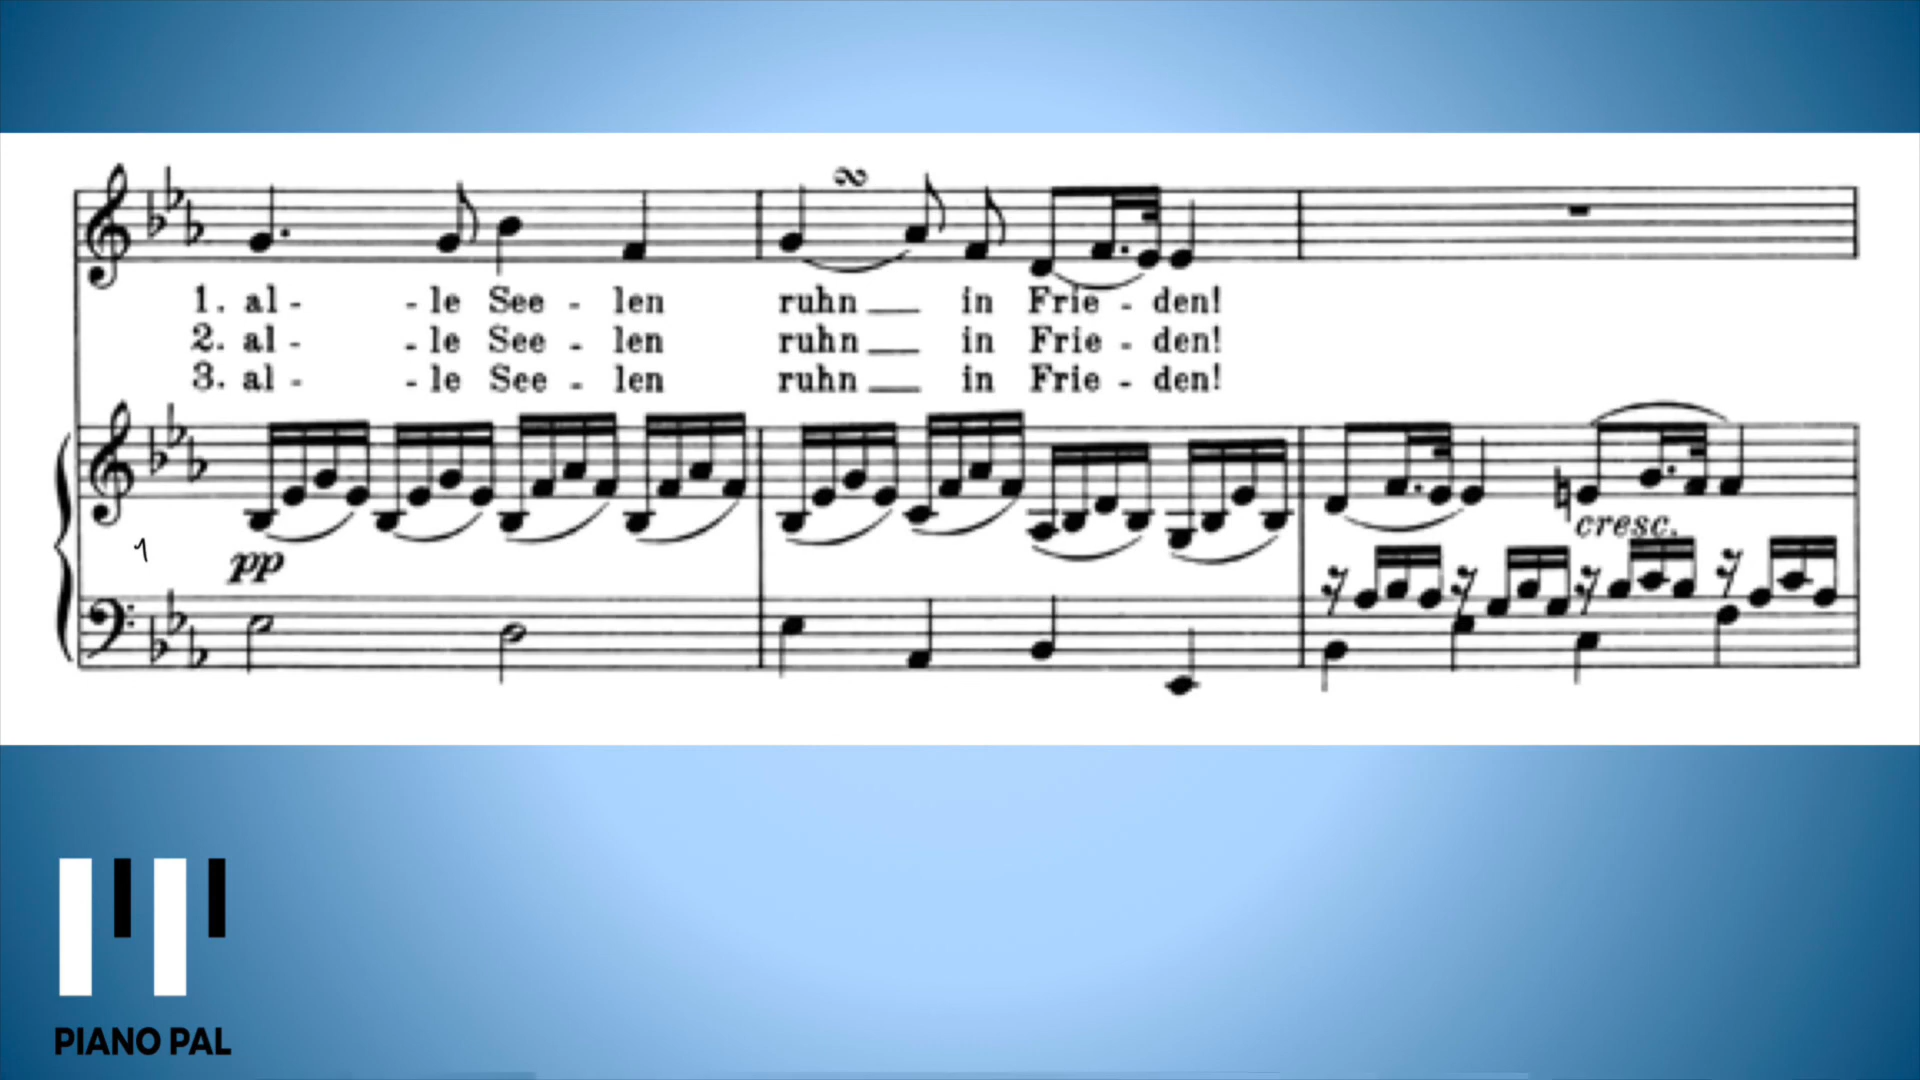 1. al - - le See - len ruhn in Frie - den!
2. al - - le See - len ruhn in Frie - den!
3. al - - le See - len ruhn in Frie - den!
1
pp
cresc.
PIANO PAL